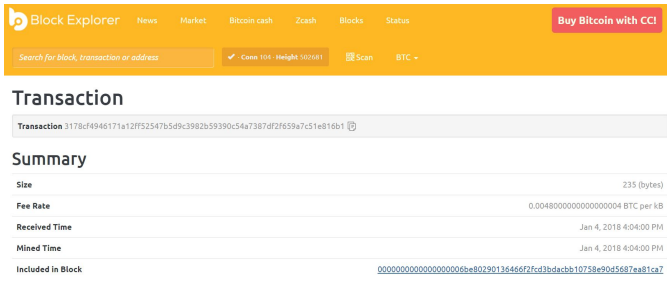 Block Explorer News Market Bitcoin cash Zcash Blocks Status Buy Bitcoin with CC!
Search for block, transaction or address ✔ · Conn 104 · Height 502681 Scan BTC
Transaction
Transaction 3178cf4946171a12ff52547b5d9c3982b59390c54a7387df2f659a7c51e816b1
Summary
Size 235 (bytes)
Fee Rate 0.0048000000000000004 BTC per kB
Received Time Jan 4, 2018 4:04:00 PM
Mined Time Jan 4, 2018 4:04:00 PM
Included in Block 0000000000000000006be80290136466f2fcd3bdacbb10758e90d5687ea81ca7